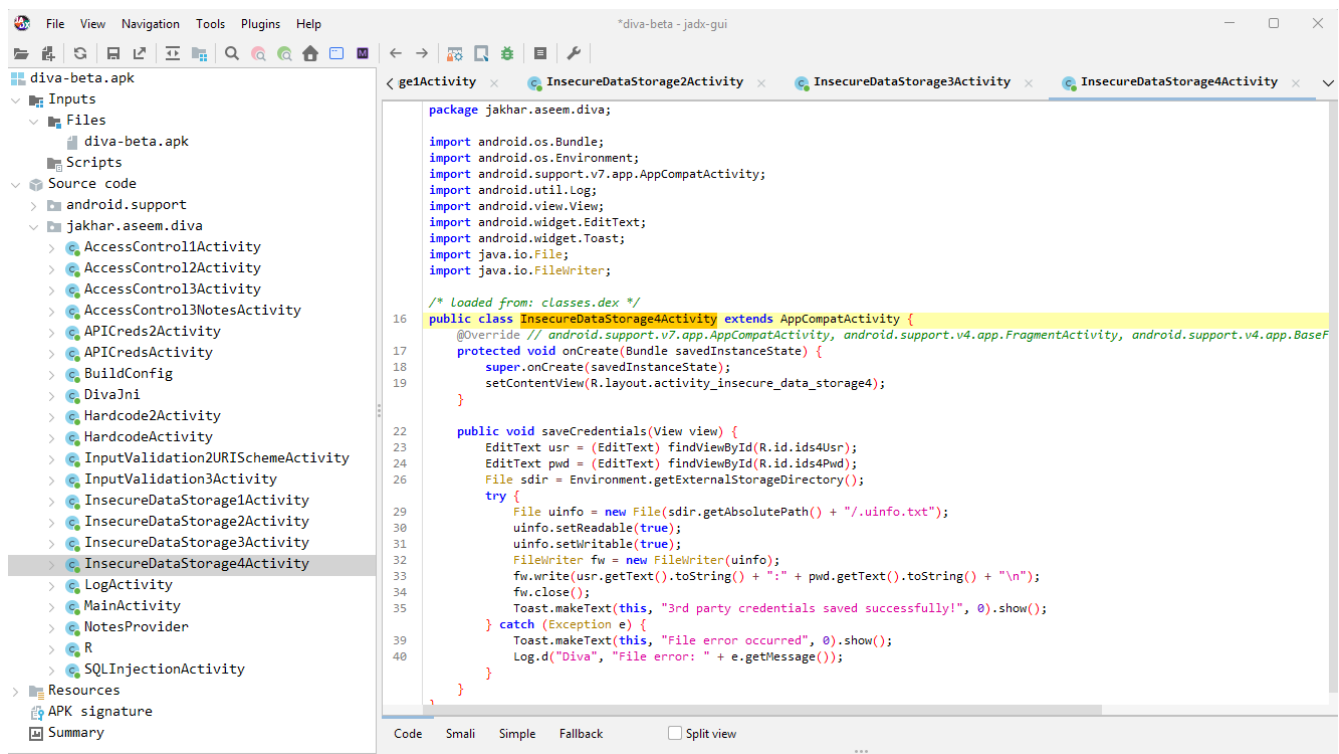 File View Navigation Tools Plugins Help
*diva-beta - jadx-gui
diva-beta.apk
Inputs
Files
diva-beta.apk
Scripts
Source code
android.support
jakhar.aseem.diva
AccessControl1Activity
AccessControl2Activity
AccessControl3Activity
AccessControl3NotesActivity
APICreds2Activity
APICredsActivity
BuildConfig
DivaJni
Hardcode2Activity
HardcodeActivity
InputValidation2URISchemeActivity
InputValidation3Activity
InsecureDataStorage1Activity
InsecureDataStorage2Activity
InsecureDataStorage3Activity
InsecureDataStorage4Activity
LogActivity
MainActivity
NotesProvider
R
SQLInjectionActivity
Resources
APK signature
Summary
ge1Activity InsecureDataStorage2Activity InsecureDataStorage3Activity InsecureDataStorage4Activity
package jakhar.aseem.diva;
import android.os.Bundle;
import android.os.Environment;
import android.support.v7.app.AppCompatActivity;
import android.util.Log;
import android.view.View;
import android.widget.EditText;
import android.widget.Toast;
import java.io.File;
import java.io.FileWriter;
/* loaded from: classes.dex */
16 public class InsecureDataStorage4Activity extends AppCompatActivity {
@Override // android.support.v7.app.AppCompatActivity, android.support.v4.app.FragmentActivity, android.support.v4.app.BaseF
17 protected void onCreate(Bundle savedInstanceState) {
18 super.onCreate(savedInstanceState);
19 setContentView(R.layout.activity_insecure_data_storage4);
}
22 public void saveCredentials(View view) {
23 EditText usr = (EditText) findViewById(R.id.ids4Usr);
24 EditText pwd = (EditText) findViewById(R.id.ids4Pwd);
26 File sdir = Environment.getExternalStorageDirectory();
try {
29 File uinfo = new File(sdir.getAbsolutePath() + "/.uinfo.txt");
30 uinfo.setReadable(true);
31 uinfo.setWritable(true);
32 FileWriter fw = new FileWriter(uinfo);
33 fw.write(usr.getText().toString() + ":" + pwd.getText().toString() + "\n");
34 fw.close();
35 Toast.makeText(this, "3rd party credentials saved successfully!", 0).show();
} catch (Exception e) {
39 Toast.makeText(this, "File error occurred", 0).show();
40 Log.d("Diva", "File error: " + e.getMessage());
}
}
}
Code Smali Simple Fallback Split view